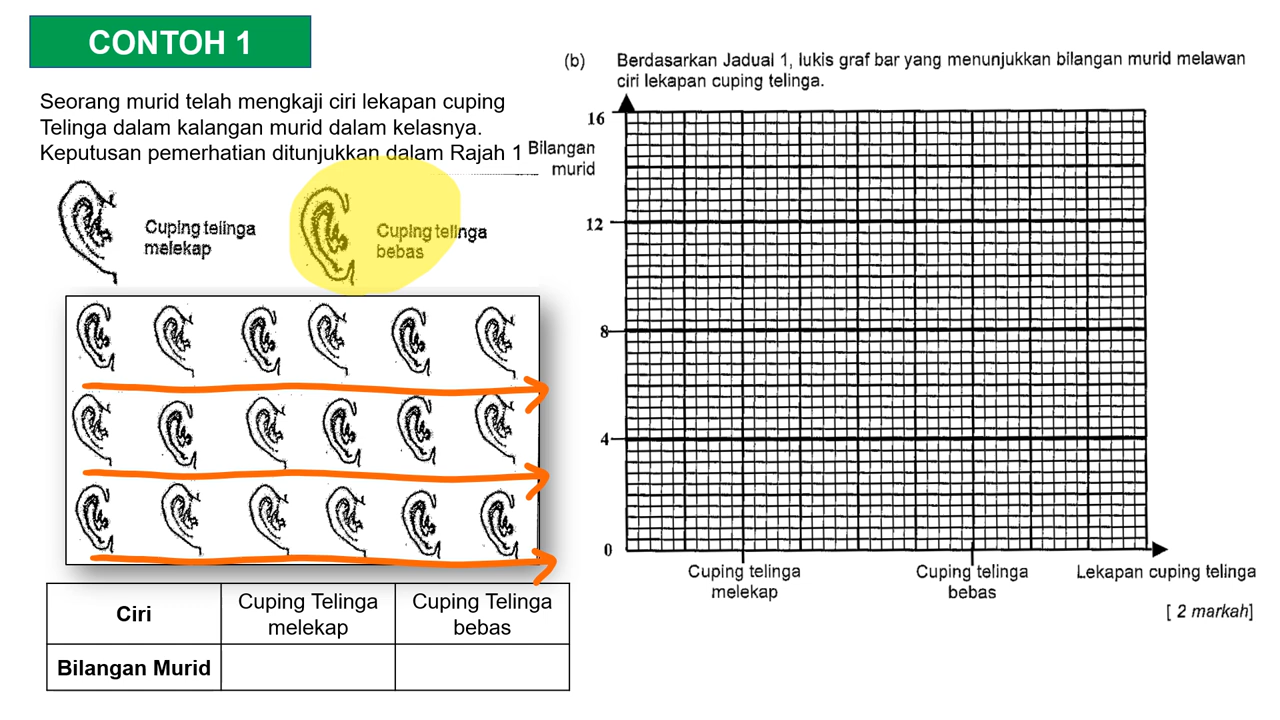 CONTOH 1
Seorang murid telah mengkaji ciri lekapan cuping
Telinga dalam kalangan murid dalam kelasnya.
Keputusan pemerhatian ditunjukkan dalam Rajah 1
Cuping telinga
melekap
Cuping telinga
bebas
Ciri
Cuping Telinga
melekap
Cuping Telinga
bebas
Bilangan Murid
(b) Berdasarkan Jadual 1, lukis graf bar yang menunjukkan bilangan murid melawan
ciri lekapan cuping telinga.
Bilangan
murid
16
12
8
4
0
Cuping telinga
melekap
Cuping telinga
bebas
Lekapan cuping telinga
[ 2 markah]